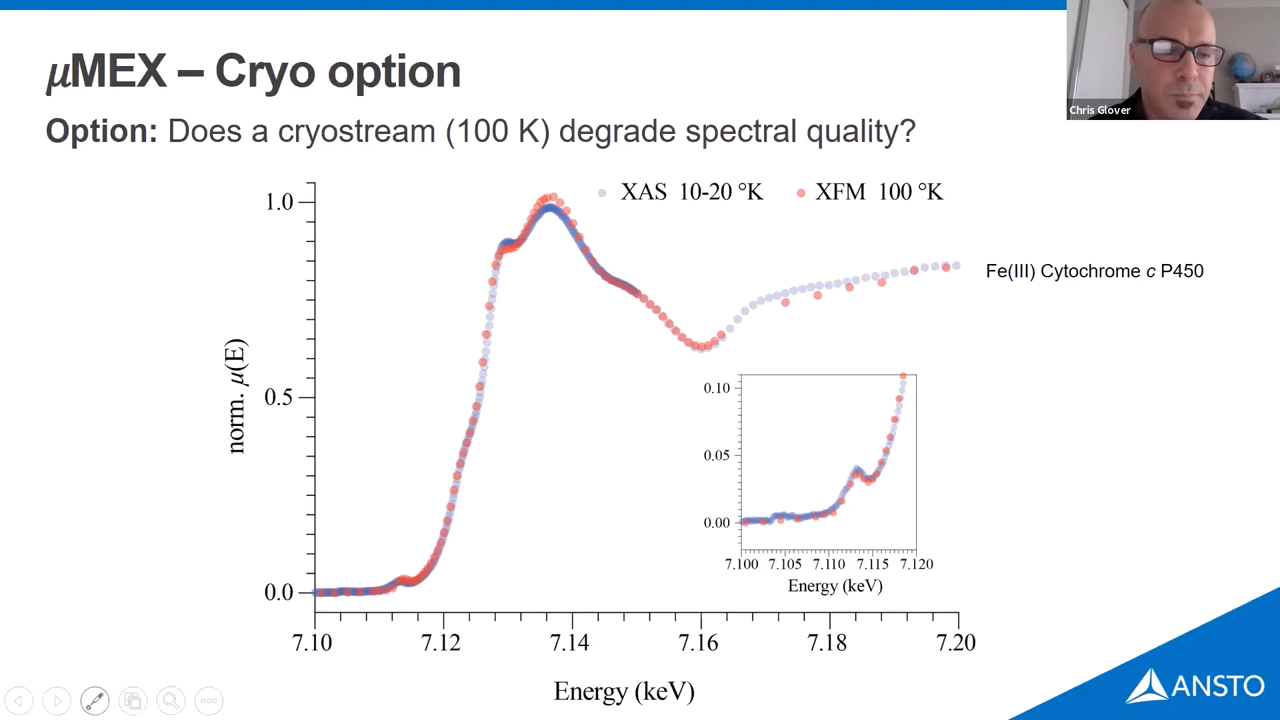 μMEX – Cryo option
Chris Glover
Option: Does a cryostream (100 K) degrade spectral quality?
XAS 10-20 °K
XFM 100 °K
1.0
0.5
0.0
norm. μ(E)
Fe(III) Cytochrome c P450
0.10
0.05
0.00
7.100 7.105 7.110 7.115 7.120
Energy (keV)
7.10 7.12 7.14 7.16 7.18 7.20
Energy (keV)
ANSTO